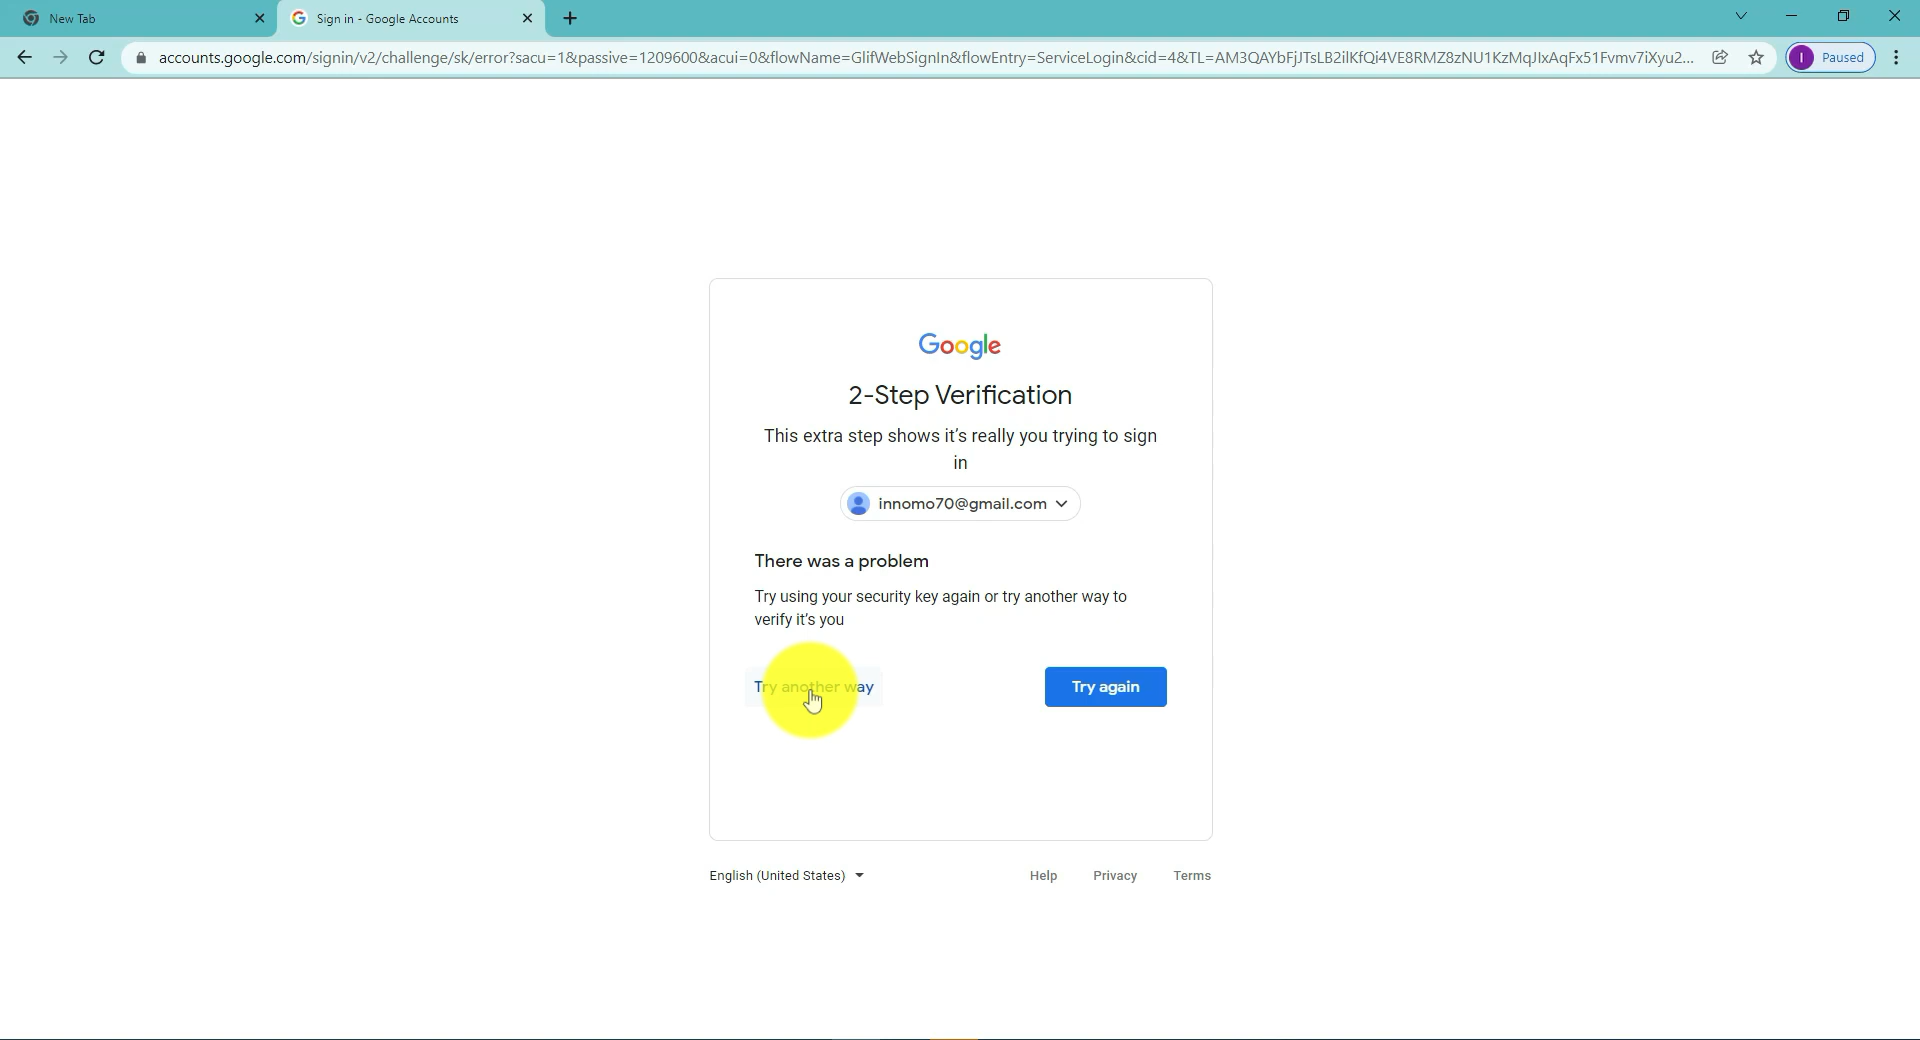 New Tab
Sign in - Google Accounts
accounts.google.com/signin/v2/challenge/sk/error?sacu=1&passive=1209600&acui=0&flowName=GlifWebSignIn&flowEntry=ServiceLogin&cid=4&TL=AM3QAYbFjJTsLB2ilKfQi4VE8RMZ8zNU1KzMqJIxAqFx51Fvmv7iXyu2...
I
Paused
Google
2-Step Verification
This extra step shows it's really you trying to sign
in
innomo70@gmail.com
There was a problem
Try using your security key again or try another way to
verify it's you
Try another way
Try again
English (United States)
Help
Privacy
Terms